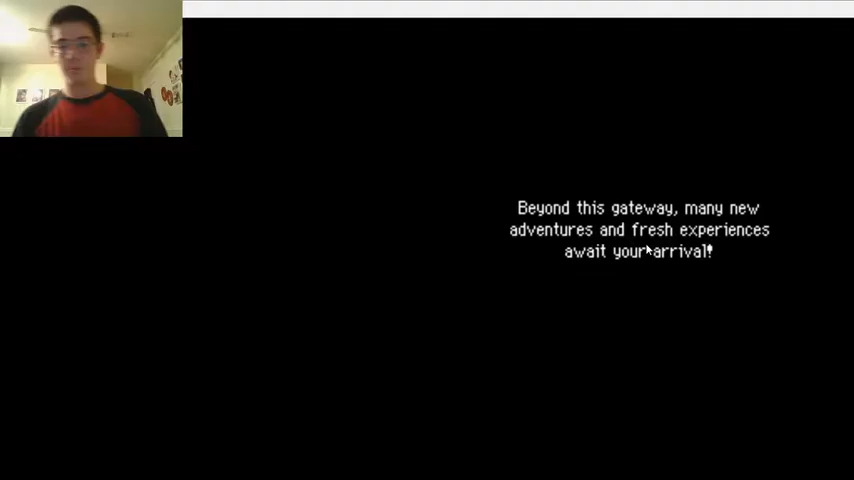 Beyond this gateway, many new
adventures and fresh experiences
await your arrival!